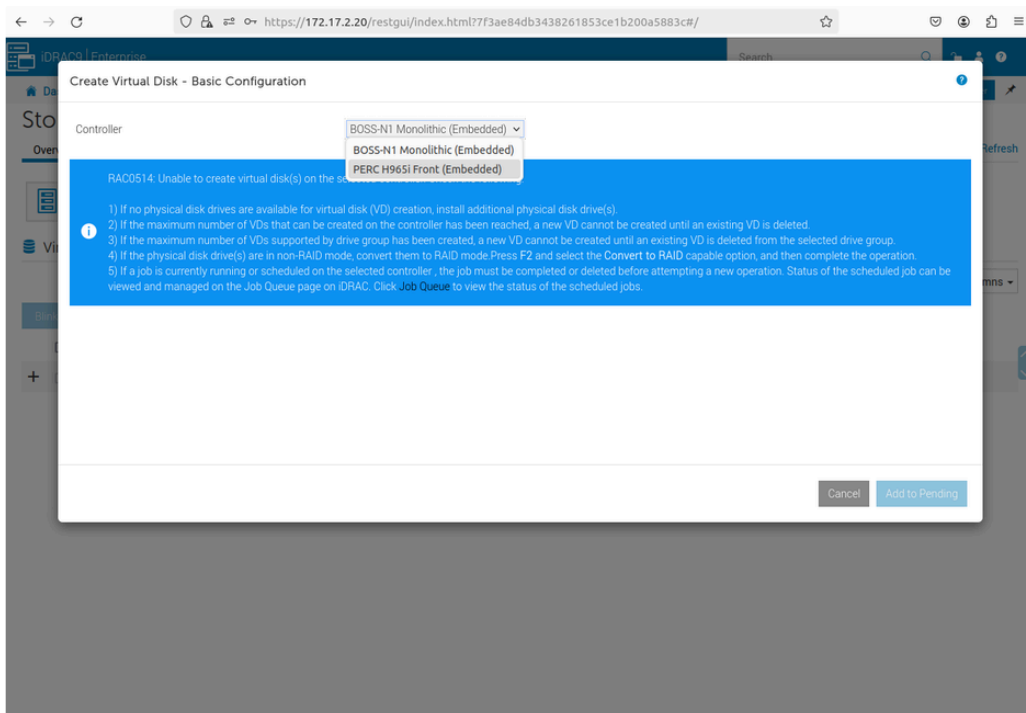 https://172.17.2.20/restgui/index.html?7f3ae84db3438261853ce1b200a5883c#/
iDRAC9 | Enterprise
Search
Create Virtual Disk - Basic Configuration
Da
Sto
Controller
BOSS-N1 Monolithic (Embedded)
Over
BOSS-N1 Monolithic (Embedded)
Refresh
PERC H965i Front (Embedded)
RAC0514: Unable to create virtual disk(s) on the
1) If no physical disk drives are available for virtual disk (VD) creation, install additional physical disk drive(s).
2) If the maximum number of VDs that can be created on the controller has been reached, a new VD cannot be created until an existing VD is deleted.
3) If the maximum number of VDs supported by drive group has been created, a new VD cannot be created until an existing VD is deleted from the selected drive group.
Vi
4) If the physical disk drive(s) are in non-RAID mode, convert them to RAID mode.Press F2 and select the Convert to RAID capable option, and then complete the operation.
5) If a job is currently running or scheduled on the selected controller , the job must be completed or deleted before attempting a new operation. Status of the scheduled job can be
viewed and managed on the Job Queue page on iDRAC. Click Job Queue to view the status of the scheduled jobs.
mns
Blink
Cancel
Add to Pending